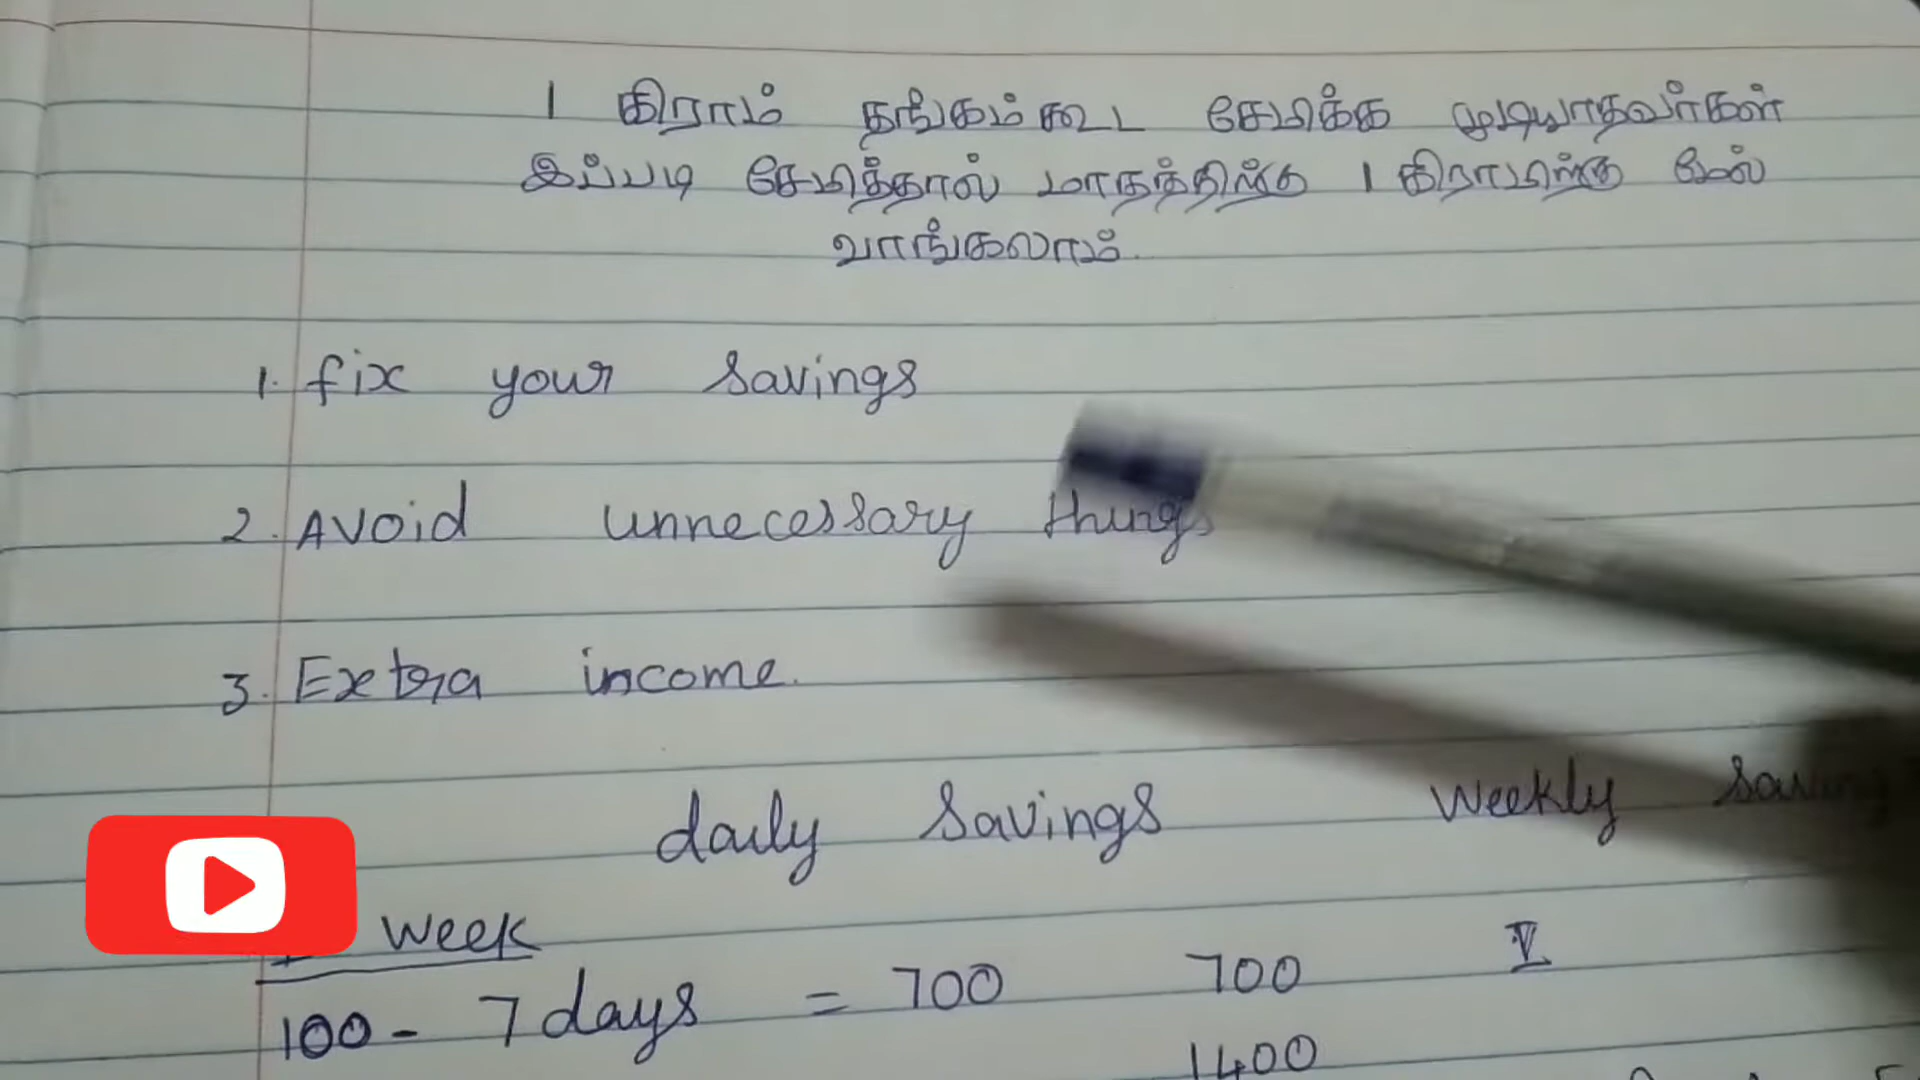 1 கிராம் தங்கம் கூட சேமிக்க முடியாதவர்கள்
இப்படி சேமித்தால் மாதத்திற்கு 1 கிராமிற்கு மேல்
வாங்கலாம்.
1. fix your savings
2. Avoid unnecessary things
3. Extra income.
daily savings weekly saving
week
100 - 7 days = 700 700 V
1400